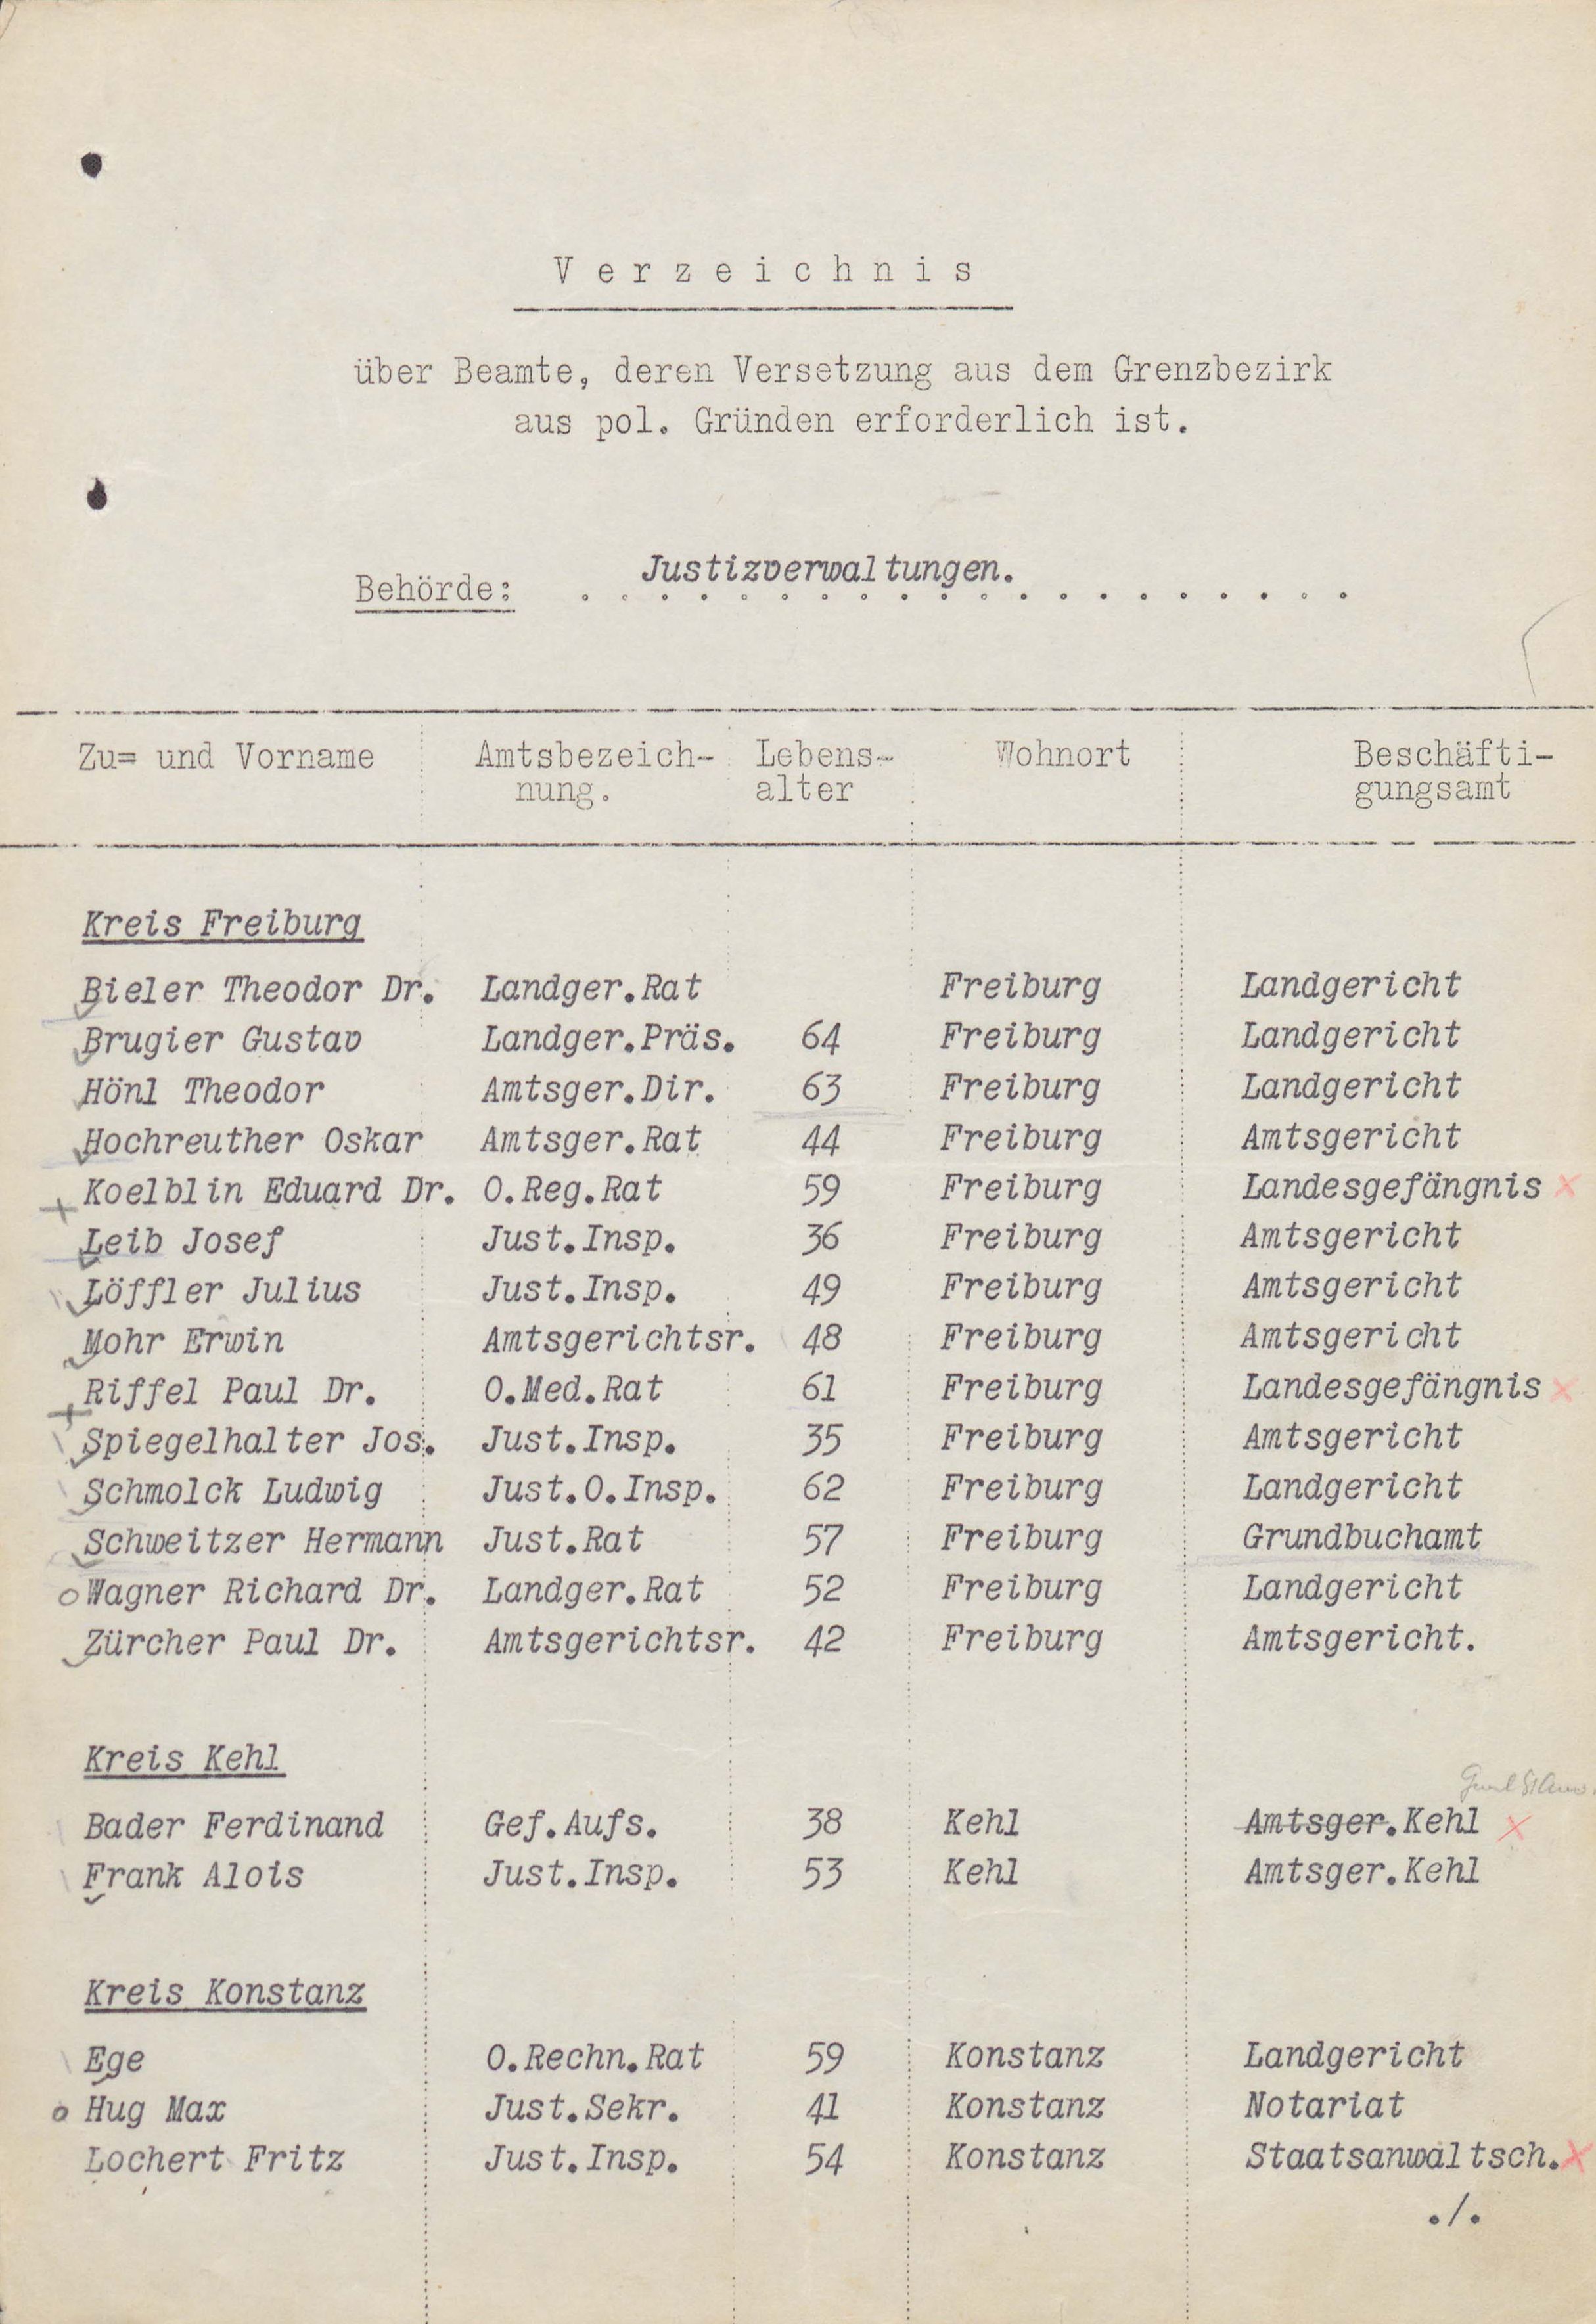 Verzeichnis
über Beamte, deren Versetzung aus dem Grenzbezirk
aus pol. Gründen erforderlich ist.
Behörde: Justizverwaltungen.
Zu= und Vorname Amtsbezeich- Lebens- Wohnort Beschäfti-
nung. alter gungsamt
Kreis Freiburg
Bieler Theodor Dr. Landger.Rat Freiburg Landgericht
Brugier Gustav Landger.Präs. 64 Freiburg Landgericht
Hönl Theodor Amtsger.Dir. 63 Freiburg Landgericht
Hochreuther Oskar Amtsger.Rat 44 Freiburg Amtsgericht
Koelblin Eduard Dr. O.Reg.Rat 59 Freiburg Landesgefängnis
Leib Josef Just.Insp. 36 Freiburg Amtsgericht
Löffler Julius Just.Insp. 49 Freiburg Amtsgericht
Mohr Erwin Amtsgerichtsr. 48 Freiburg Amtsgericht
Riffel Paul Dr. O.Med.Rat 61 Freiburg Landesgefängnis
Spiegelhalter Jos. Just.Insp. 35 Freiburg Amtsgericht
Schmolck Ludwig Just.O.Insp. 62 Freiburg Landgericht
Schweitzer Hermann Just.Rat 57 Freiburg Grundbuchamt
Wagner Richard Dr. Landger.Rat 52 Freiburg Landgericht
Zürcher Paul Dr. Amtsgerichtsr. 42 Freiburg Amtsgericht.
Kreis Kehl
Bader Ferdinand Gef.Aufs. 38 Kehl Amtsger.Kehl
Frank Alois Just.Insp. 53 Kehl Amtsger.Kehl
Kreis Konstanz
Ege O.Rechn.Rat 59 Konstanz Landgericht
Hug Max Just.Sekr. 41 Konstanz Notariat
Lochert Fritz Just.Insp. 54 Konstanz Staatsanwaltsch.
./.